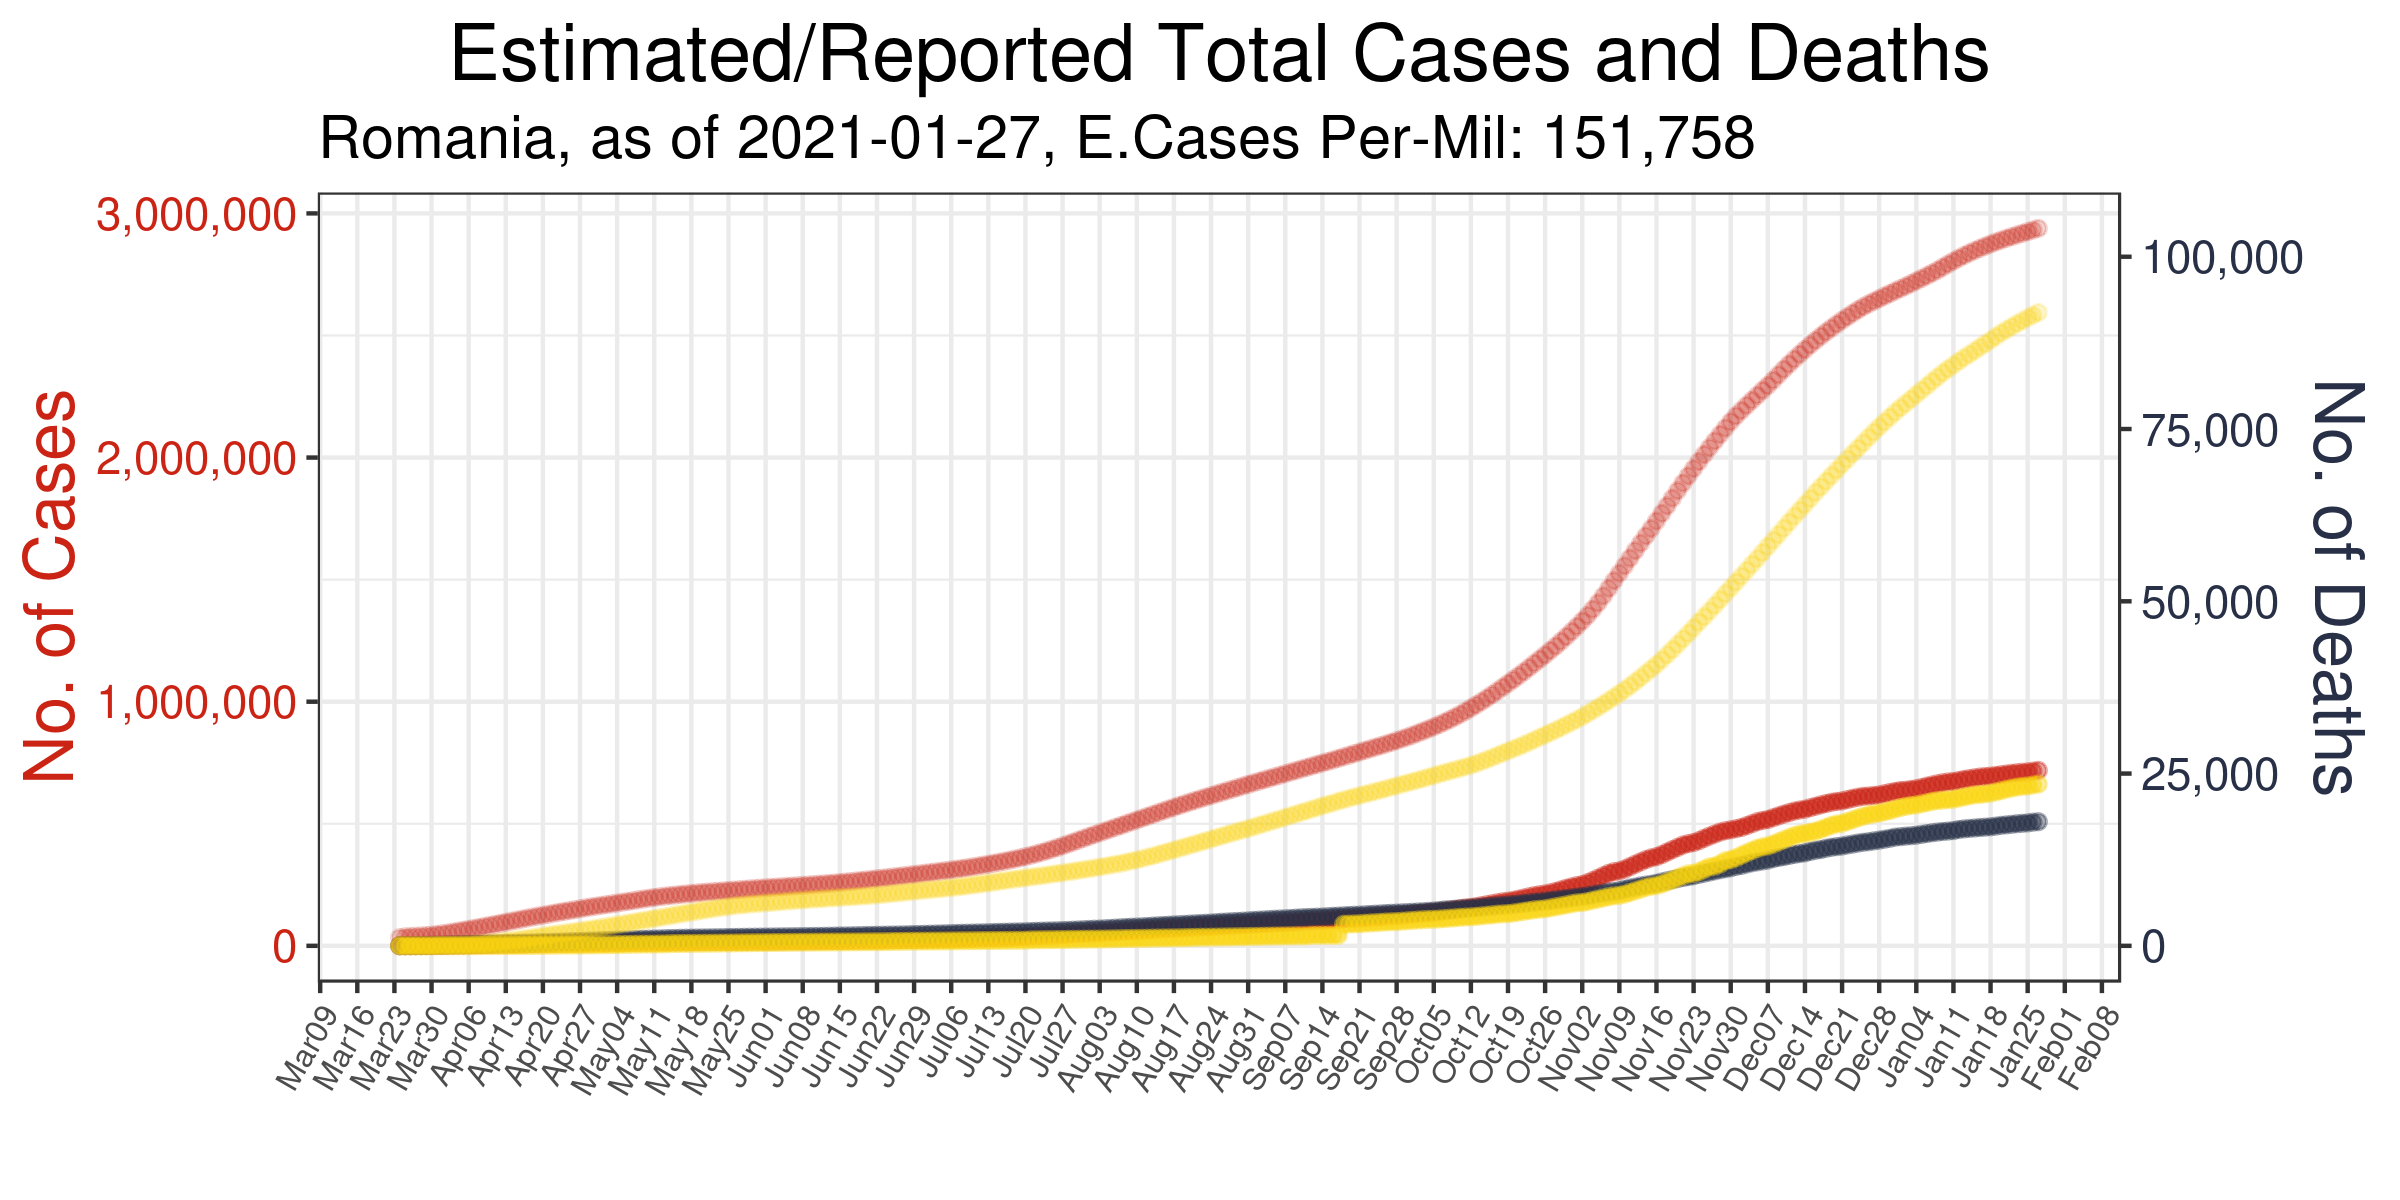 Estimated/Reported Total Cases and Deaths
Romania, as of 2021-01-27, E.Cases Per-Mil: 151,758
No. of Cases
3,000,000
2,000,000
1,000,000
0
100,000
75,000
50,000
25,000
0
No. of Deaths
Mar09
Mar16
Mar23
Mar30
Apr06
Apr13
Apr20
Apr27
May04
May11
May18
May25
Jun01
Jun08
Jun15
Jun22
Jun29
Jul06
Jul13
Jul20
Jul27
Aug03
Aug10
Aug17
Aug24
Aug31
Sep07
Sep14
Sep21
Sep28
Oct05
Oct12
Oct19
Oct26
Nov02
Nov09
Nov16
Nov23
Nov30
Dec07
Dec14
Dec21
Dec28
Jan04
Jan11
Jan18
Jan25
Feb01
Feb08